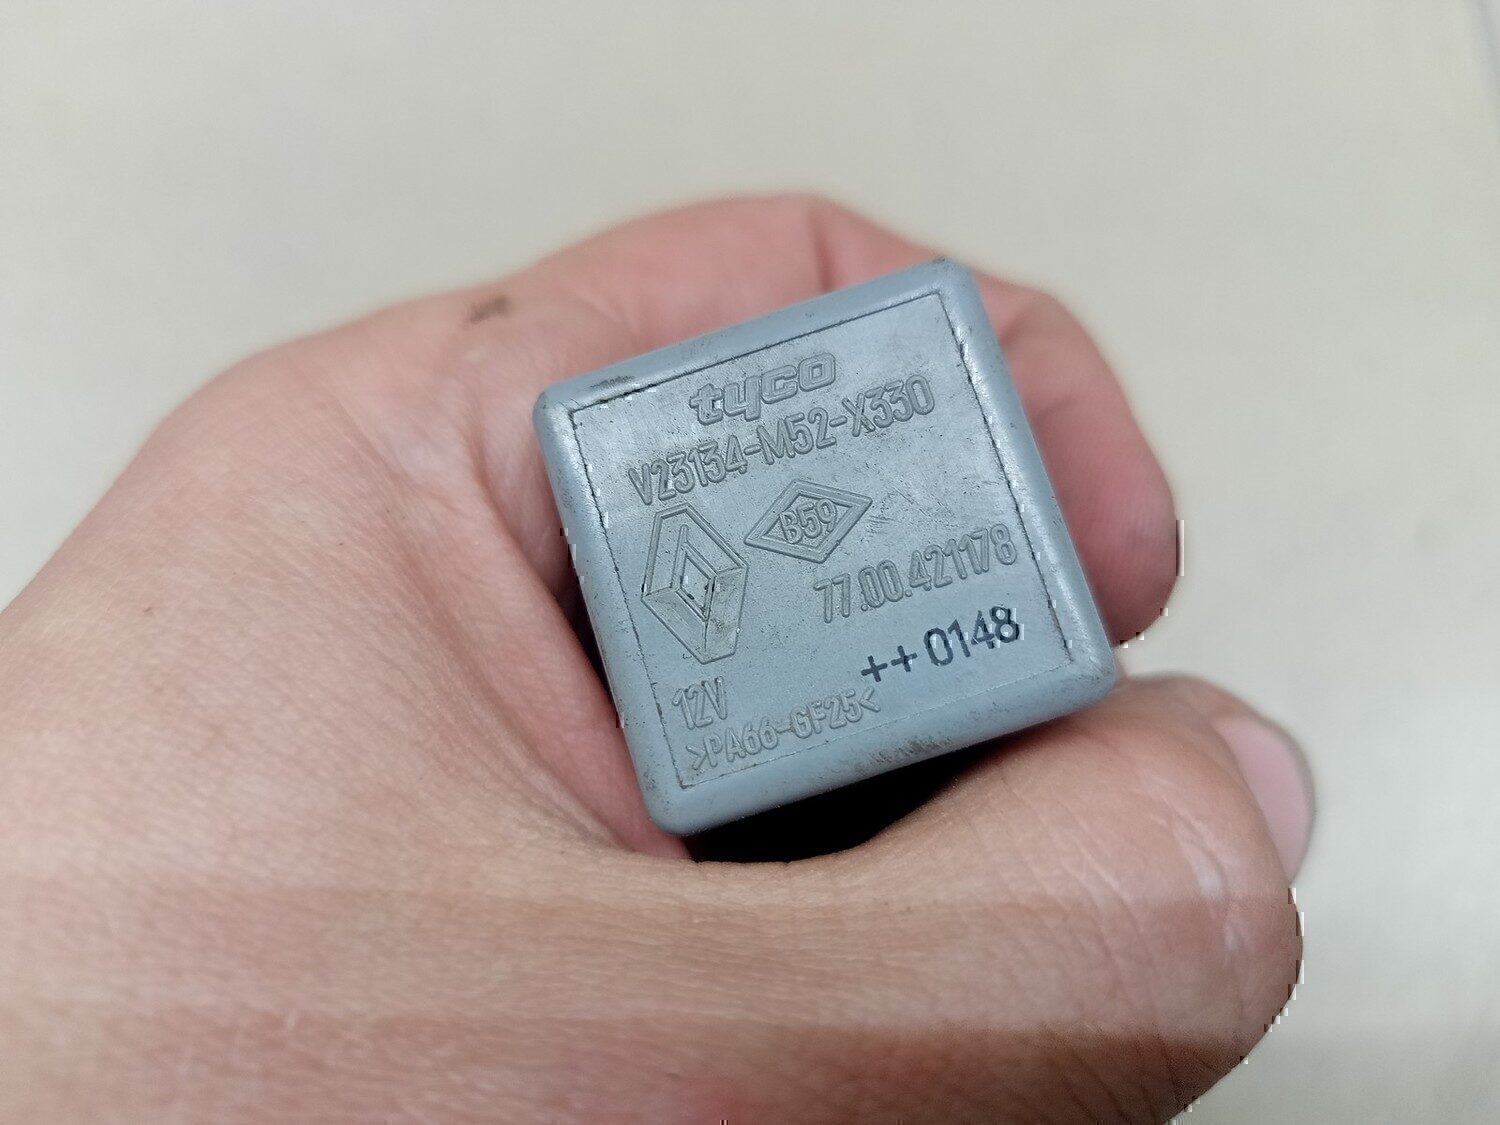 tyco
V23134-M52-X330
B59
77.00.421178
++0148
12V
>PA66-GF25<